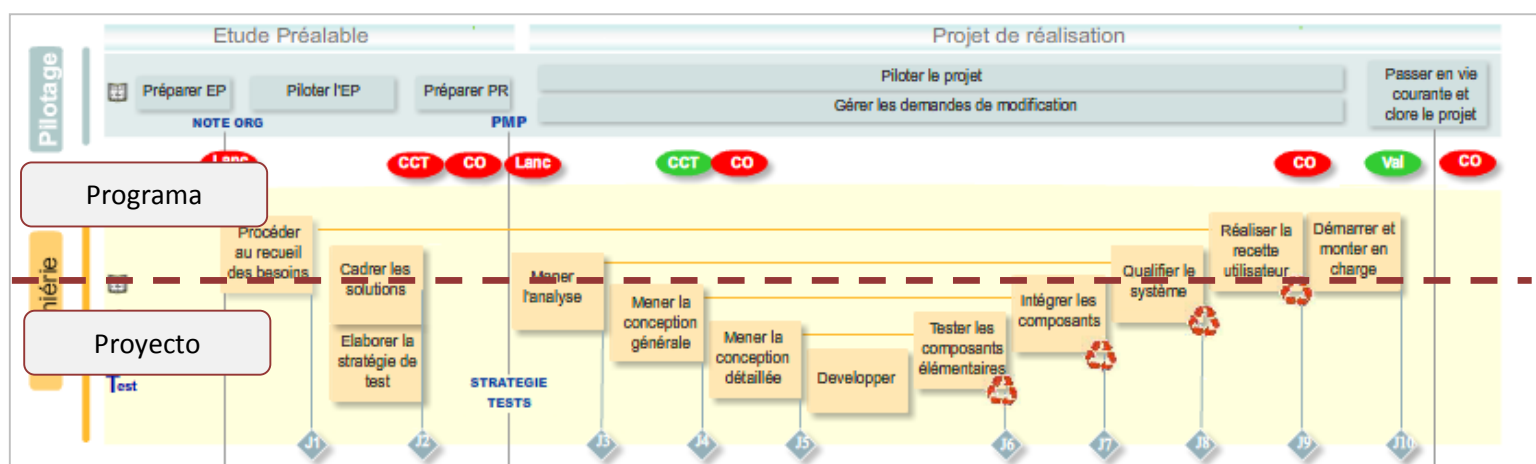 Etude Préalable
Projet de réalisation
Pilotage
Préparer EP
Piloter l'EP
Préparer PR
Piloter le projet
Gérer les demandes de modification
Passer en vie
courante et
clore le projet
NOTE ORG
PMP
Lanc
CCT
CO
Lanc
CCT
CO
CO
Val
CO
Programa
Procéder
au recueil
des besoins
Cadrer les
solutions
Elaborer la
stratégie de
test
Mener
l'analyse
Mener la
conception
générale
Mener la
conception
détaillée
Developper
Tester les
composants
élémentaires
Intégrer les
composants
Qualifier le
système
Réaliser la
recette
utilisateur
Démarrer et
monter en
charge
Proyecto
Test
STRATEGIE
TESTS
J1
J2
J3
J4
J5
J6
J7
J8
J9
J10